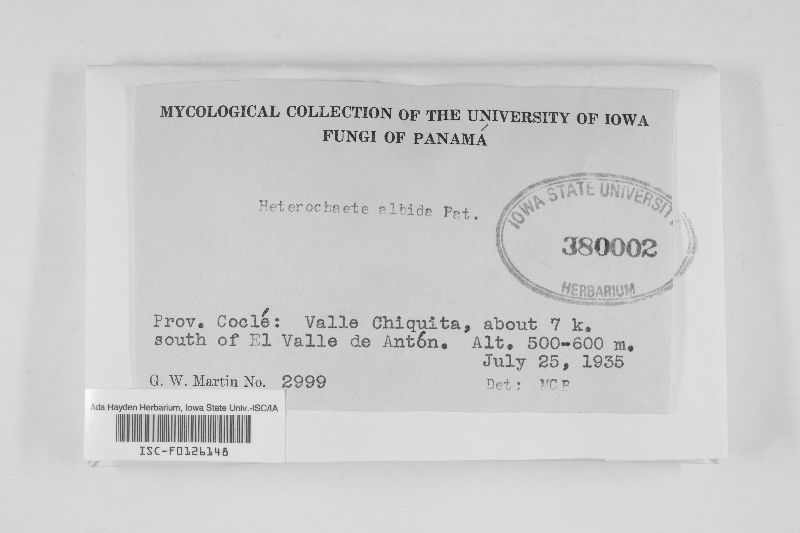 MYCOLOGICAL COLLECTION OF THE UNIVERSITY OF IOWA
FUNGI OF PANAMÁ
Heterochaete albida Pat.
IOWA STATE UNIVERSITY
380002
HERBARIUM
Prov. Coclé: Valle Chiquita, about 7 k.
south of El Valle de Antón. Alt. 500-600 m.
July 25, 1935
G. W. Martin No. 2999
Det:
Ada Hayden Herbarium, Iowa State Univ.-ISC/IA
ISC-F0126148